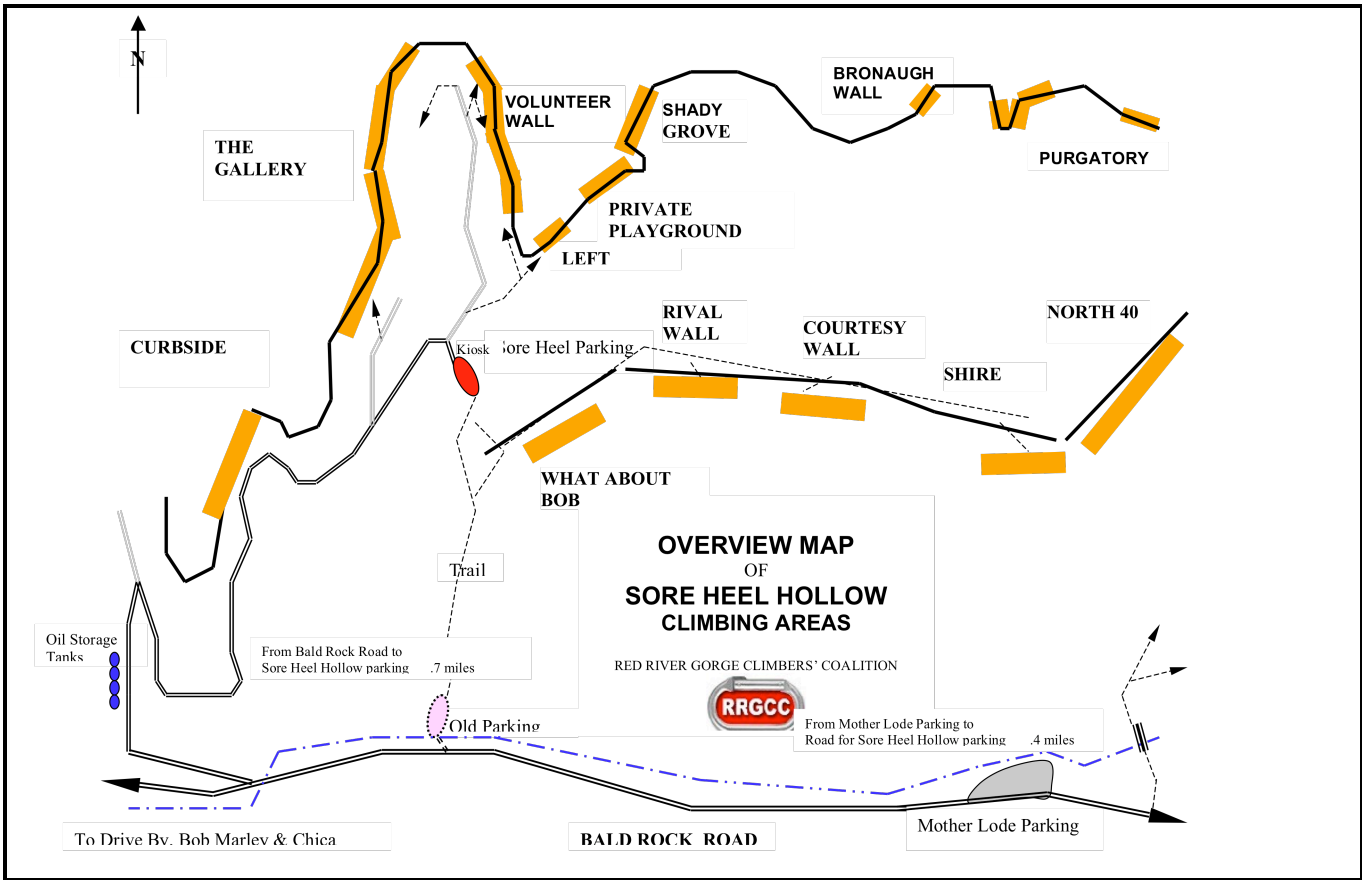 N
BRONAUGH
WALL
VOLUNTEER
WALL
SHADY
GROVE
THE
GALLERY
PURGATORY
PRIVATE
PLAYGROUND
LEFT
RIVAL
WALL
NORTH 40
COURTESY
WALL
CURBSIDE
Kiosk
Sore Heel Parking
SHIRE
WHAT ABOUT
BOB
OVERVIEW MAP
OF
SORE HEEL HOLLOW
CLIMBING AREAS
Trail
Oil Storage
Tanks
From Bald Rock Road to
Sore Heel Hollow parking .7 miles
RED RIVER GORGE CLIMBERS' COALITION
RRGCC
Old Parking
From Mother Lode Parking to
Road for Sore Heel Hollow parking .4 miles
Mother Lode Parking
To Drive By, Bob Marley & Chica
BALD ROCK ROAD